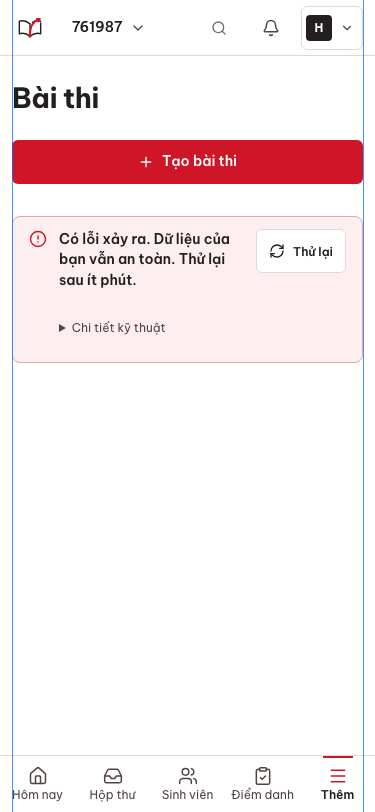 761987
H
Bài thi
Tạo bài thi
Có lỗi xảy ra. Dữ liệu của
bạn vẫn an toàn. Thử lại
sau ít phút.
Thử lại
Chi tiết kỹ thuật
Hôm nay
Hộp thư
Sinh viên
Điểm danh
Thêm